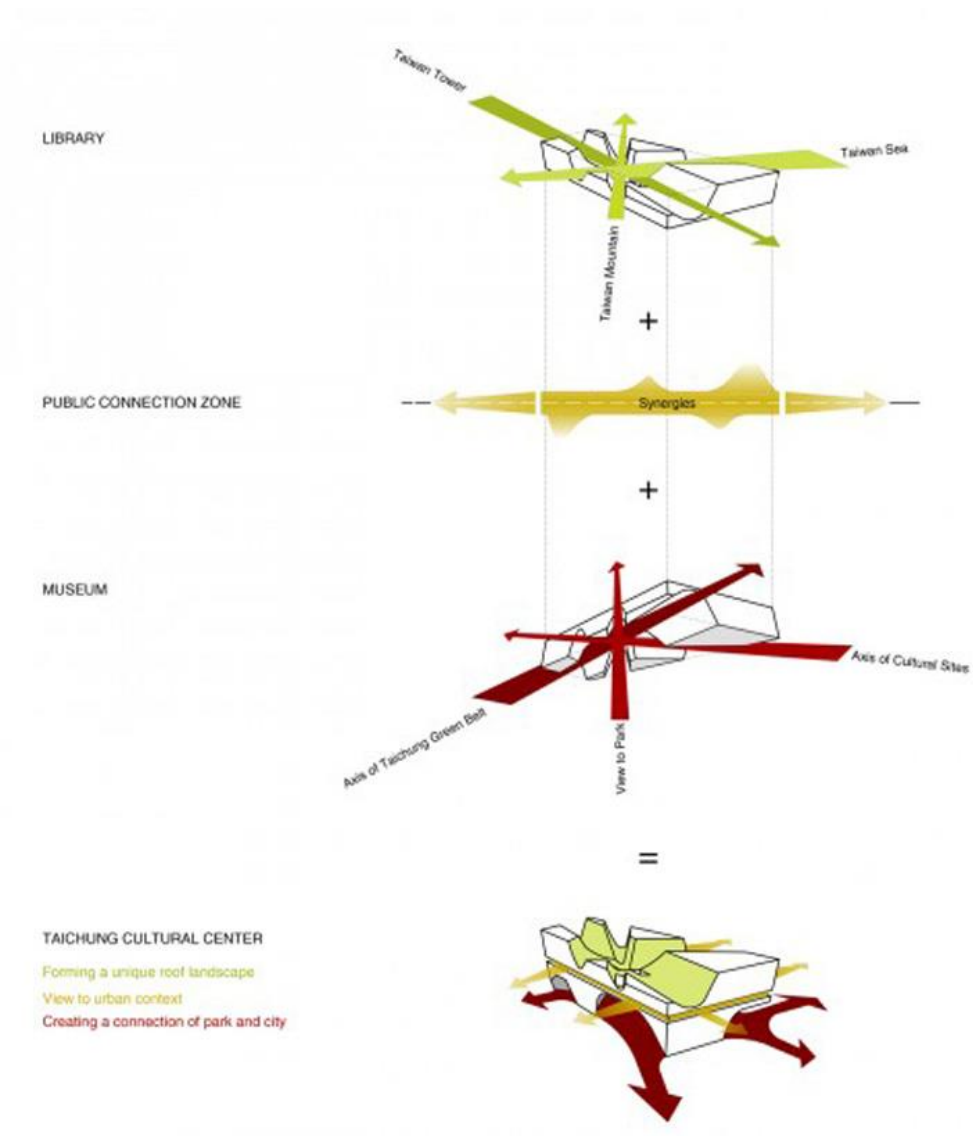 Taiwan Tower
LIBRARY
Taiwan Sea
Taiwan Mountain
+
PUBLIC CONNECTION ZONE
Synergies
+
MUSEUM
Axis of Cultural Sites
Axis of Taichung Green Belt
View to Park
=
TAICHUNG CULTURAL CENTER
Forming a unique roof landscape
View to urban context
Creating a connection of park and city